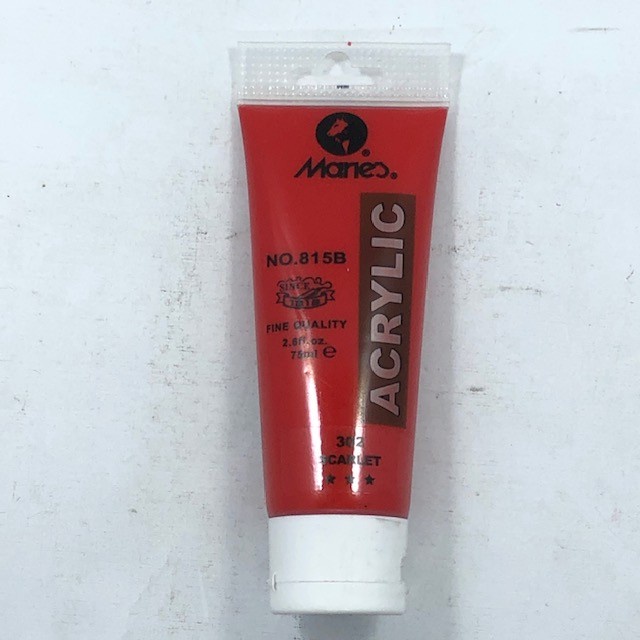 Maries®
ACRYLIC
NO.815B
SINCE
1919
FINE QUALITY
2.6fl.oz.
75ml e
302
SCARLET
★ ★ ★